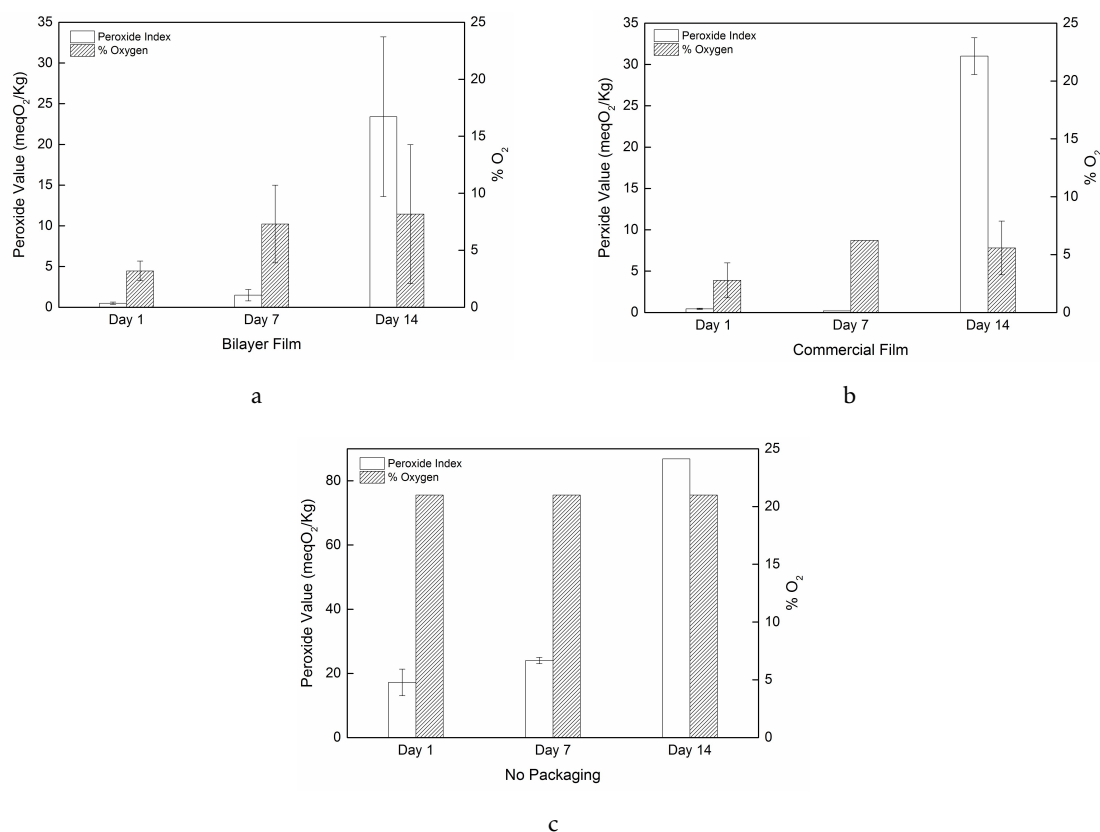 35
30
25
20
15
10
5
0
Peroxide Value (meqO₂/Kg)
Peroxide Index
% Oxygen
25
20
15
10
5
0
% O₂
Day 1 Day 7 Day 14
Bilayer Film
a
35
30
25
20
15
10
5
0
Perxide Value (meqO₂/Kg)
Peroxide Index
% Oxygen
25
20
15
10
5
0
% O₂
Day 1 Day 7 Day 14
Commercial Film
b
80
60
40
20
0
Peroxide Value (meqO₂/Kg)
Peroxide Index
% Oxygen
25
20
15
10
5
0
% O₂
Day 1 Day 7 Day 14
No Packaging
c